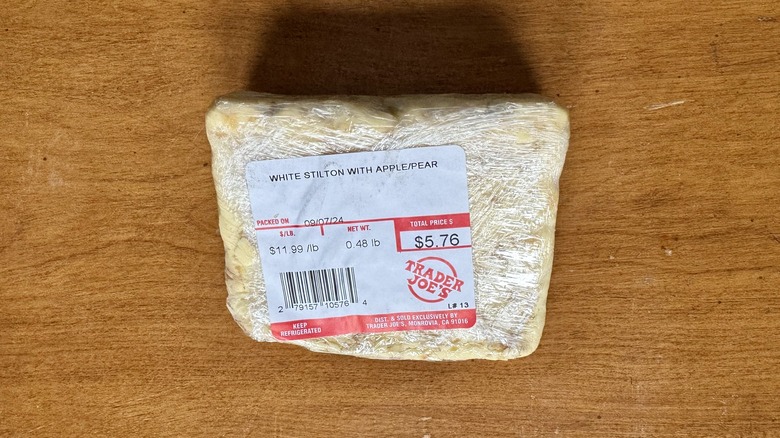 WHITE STILTON WITH APPLE/PEAR
PACKED ON 09/07/24
$/LB. NET WT. TOTAL PRICE $
$11.99 /lb 0.48 lb $5.76
TRADER
JOE'S
2 79157 10576 4
L# 13
KEEP
REFRIGERATED
DIST. & SOLD EXCLUSIVELY BY:
TRADER JOE'S, MONROVIA, CA 91016